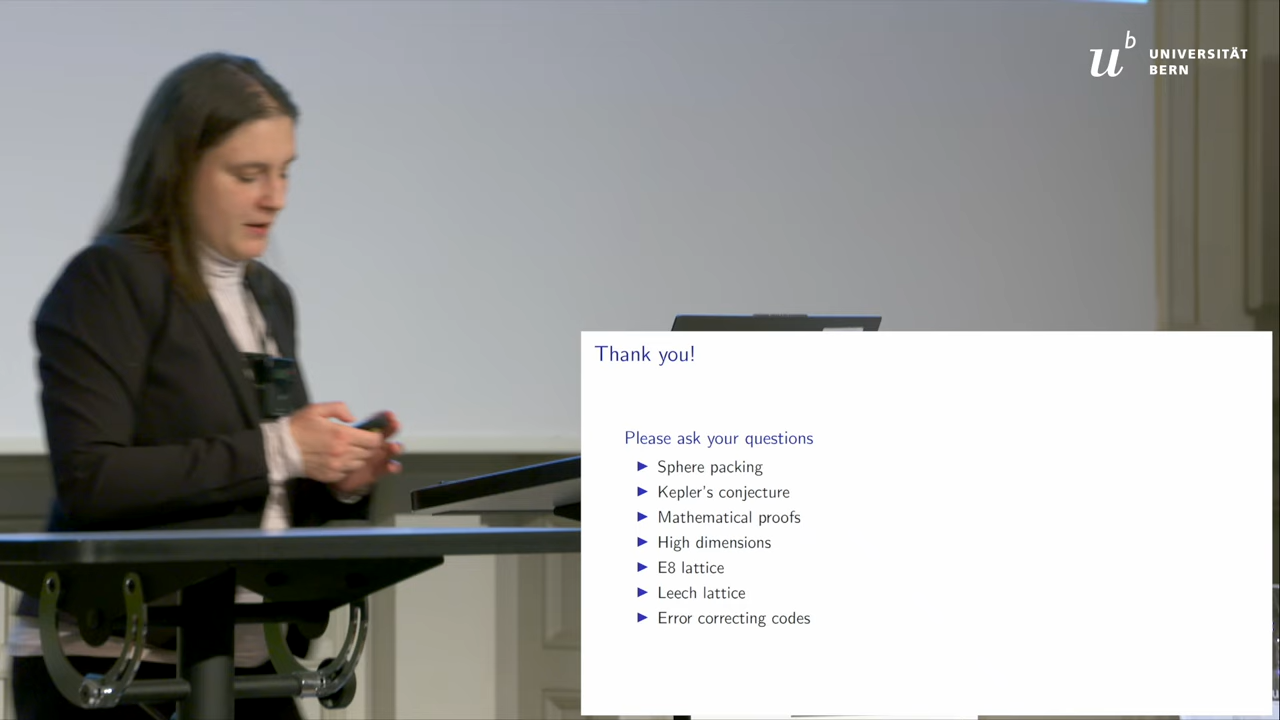 u b
UNIVERSITÄT
BERN
Thank you!
Please ask your questions
Sphere packing
Kepler's conjecture
Mathematical proofs
High dimensions
E8 lattice
Leech lattice
Error correcting codes